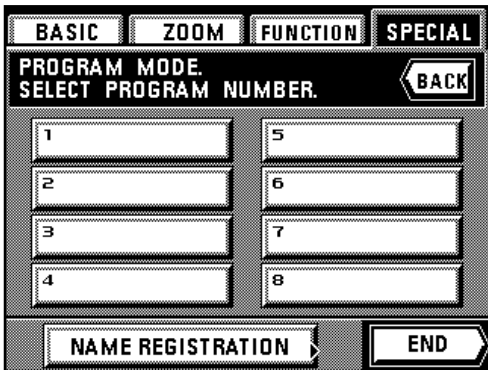 BASIC ZOOM FUNCTION SPECIAL
PROGRAM MODE.
SELECT PROGRAM NUMBER.
BACK
1
2
3
4
5
6
7
8
NAME REGISTRATION
END